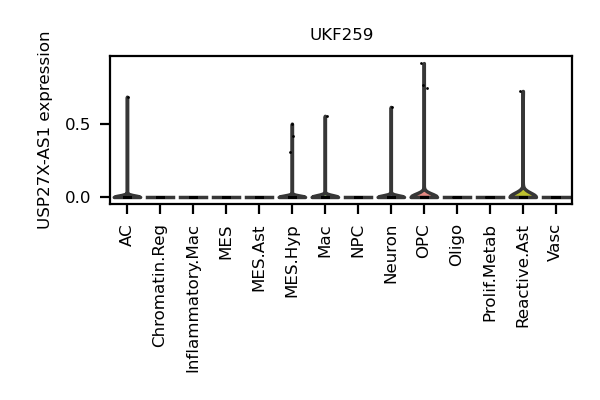 UKF259
USP27X-AS1 expression
0.5
0.0
AC
Chromatin.Reg
Inflammatory.Mac
MES
MES.Ast
MES.Hyp
Mac
NPC
Neuron
OPC
Oligo
Prolif.Metab
Reactive.Ast
Vasc